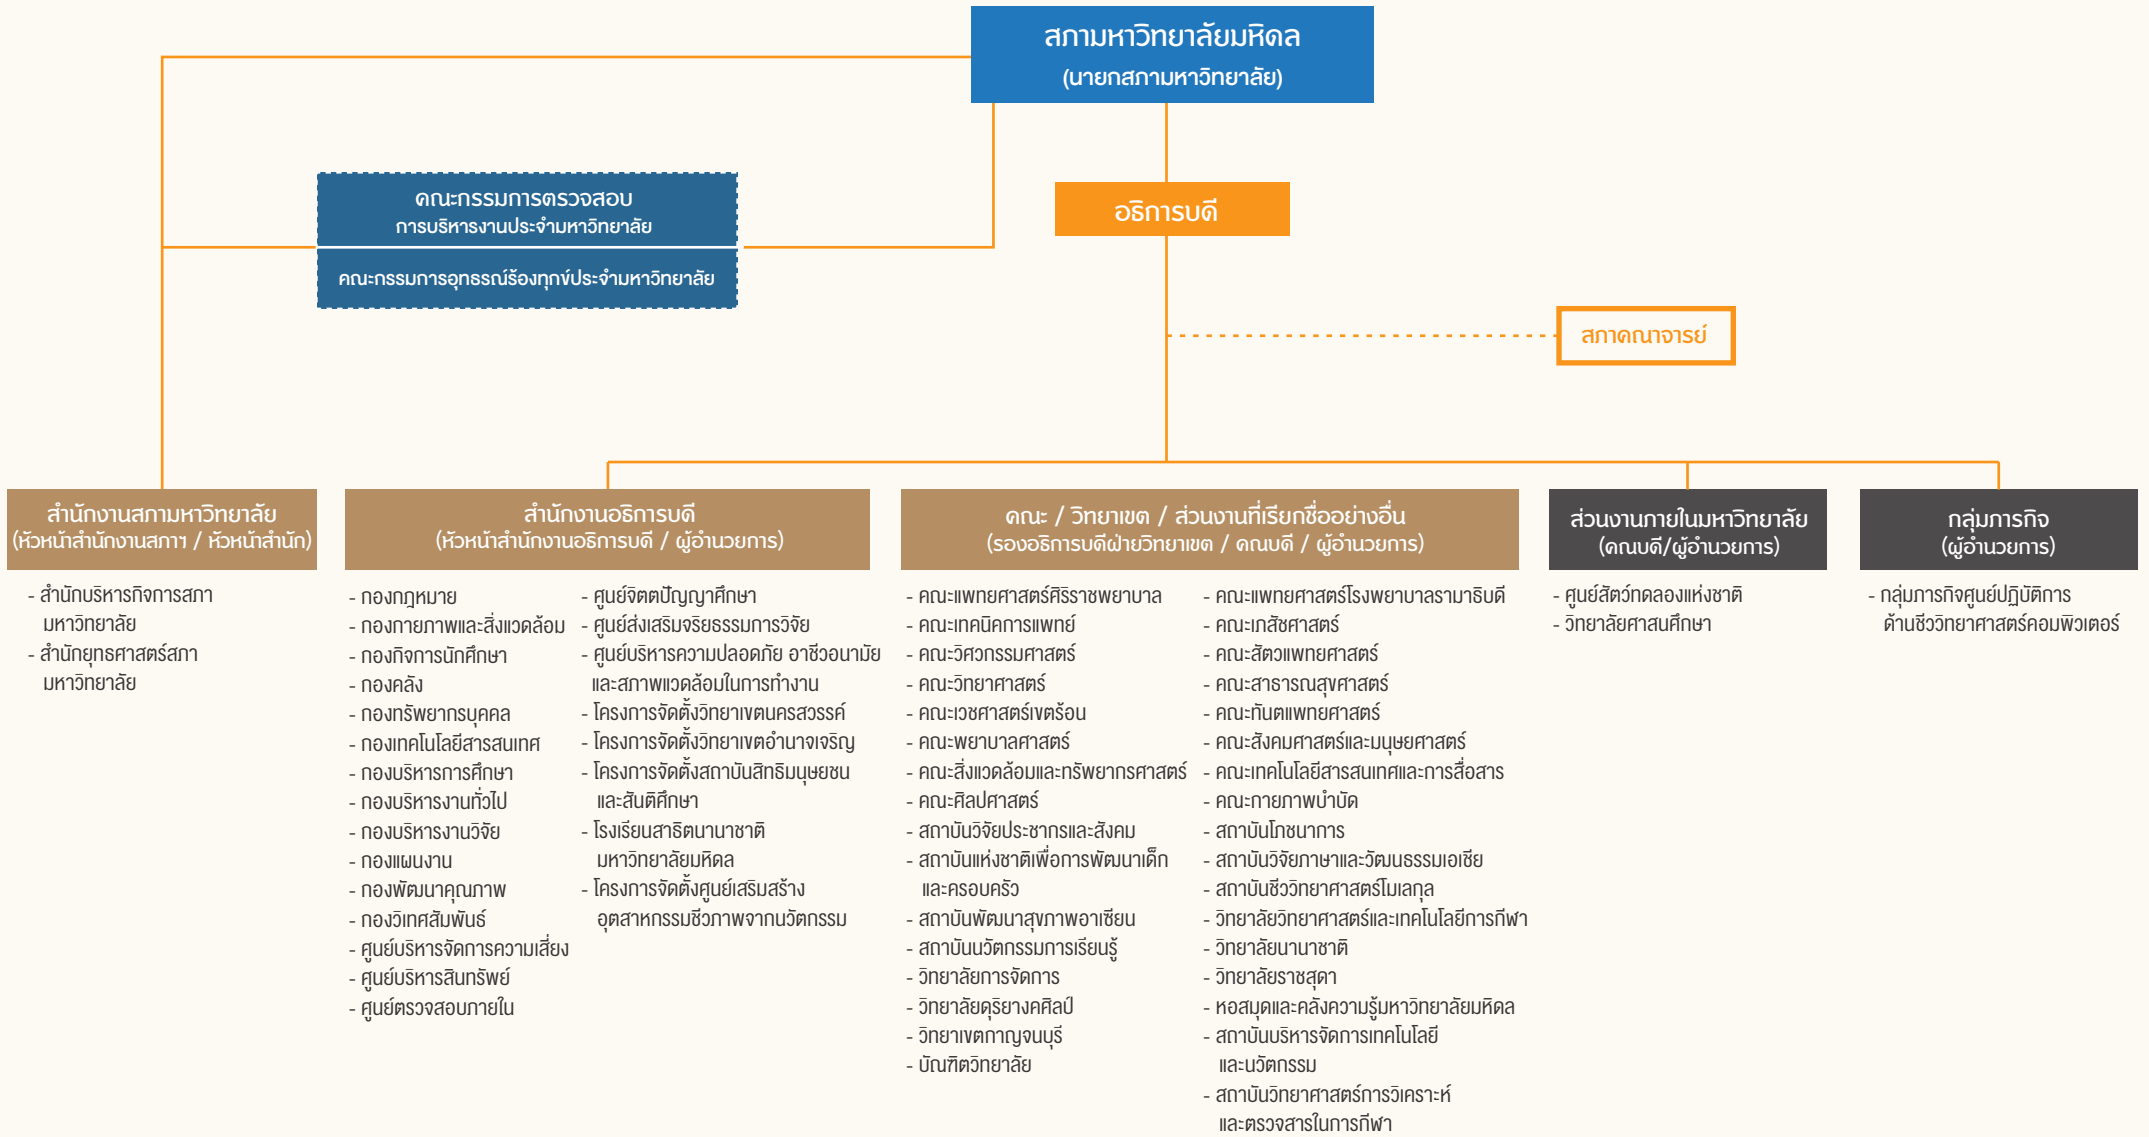 สภามหาวิทยาลัยมหิดล
(นายกสภามหาวิทยาลัย)
คณะกรรมการตรวจสอบ
การบริหารงานประจำมหาวิทยาลัย
คณะกรรมการอุทธรณ์ร้องทุกข์ประจำมหาวิทยาลัย
อธิการบดี
สภาคณาจารย์
สำนักงานสภามหาวิทยาลัย
(หัวหน้าสำนักงานสภาฯ / หัวหน้าสำนัก)
- สำนักบริหารกิจการสภา
มหาวิทยาลัย
- สำนักยุทธศาสตร์สภา
มหาวิทยาลัย
สำนักงานอธิการบดี
(หัวหน้าสำนักงานอธิการบดี / ผู้อำนวยการ)
- กองกฎหมาย
- กองกายภาพและสิ่งแวดล้อม
- กองกิจการนักศึกษา
- กองคลัง
- กองทรัพยากรบุคคล
- กองเทคโนโลยีสารสนเทศ
- กองบริหารการศึกษา
- กองบริหารงานทั่วไป
- กองบริหารงานวิจัย
- กองแผนงาน
- กองพัฒนาคุณภาพ
- กองวิเทศสัมพันธ์
- ศูนย์บริหารจัดการความเสี่ยง
- ศูนย์บริหารสินทรัพย์
- ศูนย์ตรวจสอบภายใน
- ศูนย์จิตตปัญญาศึกษา
- ศูนย์ส่งเสริมจริยธรรมการวิจัย
- ศูนย์บริหารความปลอดภัย อาชีวอนามัย
และสภาพแวดล้อมในการทำงาน
- โครงการจัดตั้งวิทยาเขตนครสวรรค์
- โครงการจัดตั้งวิทยาเขตอำนาจเจริญ
- โครงการจัดตั้งสถาบันสิทธิมนุษยชน
และสันติศึกษา
- โรงเรียนสาธิตนานาชาติ
มหาวิทยาลัยมหิดล
- โครงการจัดตั้งศูนย์เสริมสร้าง
อุตสาหกรรมชีวภาพจากนวัตกรรม
คณะ / วิทยาเขต / ส่วนงานที่เรียกชื่ออย่างอื่น
(รองอธิการบดีฝ่ายวิทยาเขต / คณบดี / ผู้อำนวยการ)
- คณะแพทยศาสตร์ศิริราชพยาบาล
- คณะเทคนิคการแพทย์
- คณะวิศวกรรมศาสตร์
- คณะวิทยาศาสตร์
- คณะเวชศาสตร์เขตร้อน
- คณะพยาบาลศาสตร์
- คณะสิ่งแวดล้อมและทรัพยากรศาสตร์
- คณะศิลปศาสตร์
- สถาบันวิจัยประชากรและสังคม
- สถาบันแห่งชาติเพื่อการพัฒนาเด็ก
และครอบครัว
- สถาบันพัฒนาสุขภาพอาเซียน
- สถาบันนวัตกรรมการเรียนรู้
- วิทยาลัยการจัดการ
- วิทยาลัยดุริยางคศิลป์
- วิทยาเขตกาญจนบุรี
- บัณฑิตวิทยาลัย
- คณะแพทยศาสตร์โรงพยาบาลรามาธิบดี
- คณะเภสัชศาสตร์
- คณะสัตวแพทยศาสตร์
- คณะสาธารณสุขศาสตร์
- คณะทันตแพทยศาสตร์
- คณะสังคมศาสตร์และมนุษยศาสตร์
- คณะเทคโนโลยีสารสนเทศและการสื่อสาร
- คณะกายภาพบำบัด
- สถาบันโภชนาการ
- สถาบันวิจัยภาษาและวัฒนธรรมเอเชีย
- สถาบันชีววิทยาศาสตร์โมเลกุล
- วิทยาลัยวิทยาศาสตร์และเทคโนโลยีการกีฬา
- วิทยาลัยนานาชาติ
- วิทยาลัยราชสุดา
- หอสมุดและคลังความรู้มหาวิทยาลัยมหิดล
- สถาบันบริหารจัดการเทคโนโลยี
และนวัตกรรม
- สถาบันวิทยาศาสตร์การวิเคราะห์
และตรวจสารในการกีฬา
ส่วนงานภายในมหาวิทยาลัย
(คณบดี/ผู้อำนวยการ)
- ศูนย์สัตว์ทดลองแห่งชาติ
- วิทยาลัยศาสนศึกษา
กลุ่มภารกิจ
(ผู้อำนวยการ)
- กลุ่มภารกิจศูนย์ปฏิบัติการ
ด้านชีววิทยาศาสตร์คอมพิวเตอร์